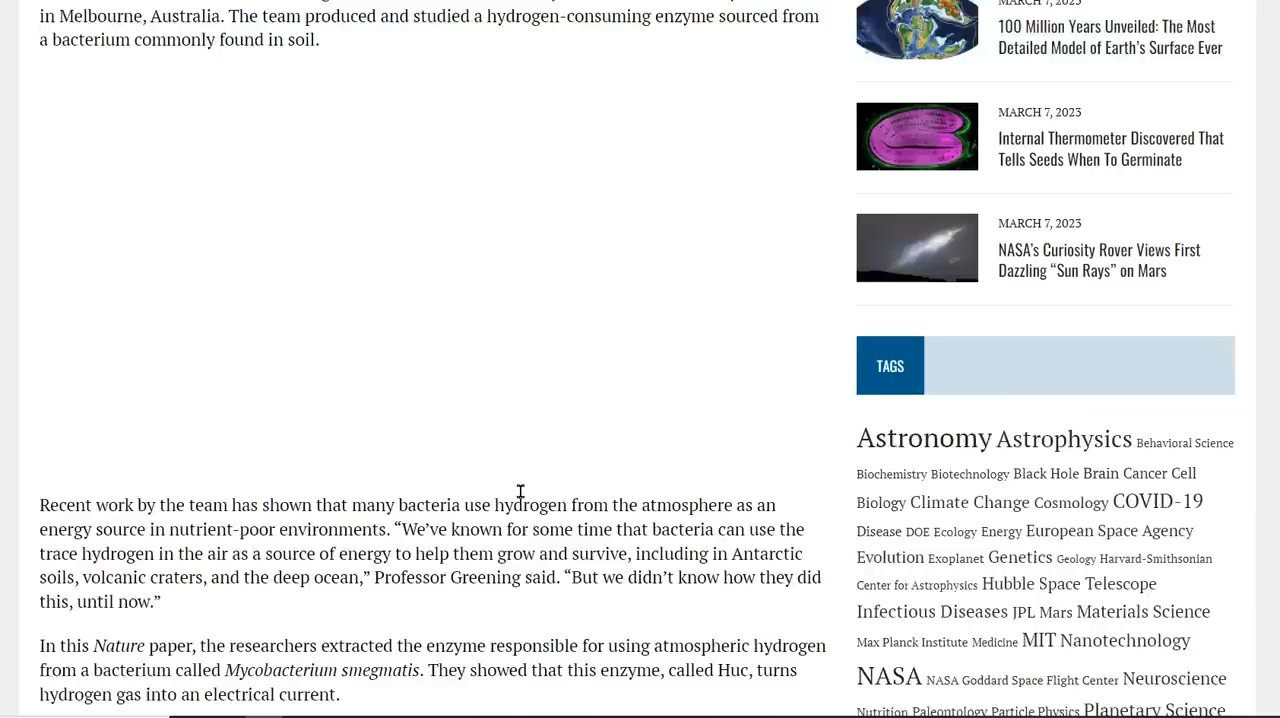 in Melbourne, Australia. The team produced and studied a hydrogen-consuming enzyme sourced from
a bacterium commonly found in soil.
Recent work by the team has shown that many bacteria use hydrogen from the atmosphere as an
energy source in nutrient-poor environments. “We’ve known for some time that bacteria can use the
trace hydrogen in the air as a source of energy to help them grow and survive, including in Antarctic
soils, volcanic craters, and the deep ocean,” Professor Greening said. “But we didn’t know how they did
this, until now.”
In this Nature paper, the researchers extracted the enzyme responsible for using atmospheric hydrogen
from a bacterium called Mycobacterium smegmatis. They showed that this enzyme, called Huc, turns
hydrogen gas into an electrical current.
MARCH 7, 2023
100 Million Years Unveiled: The Most
Detailed Model of Earth’s Surface Ever
MARCH 7, 2023
Internal Thermometer Discovered That
Tells Seeds When To Germinate
MARCH 7, 2023
NASA’s Curiosity Rover Views First
Dazzling “Sun Rays” on Mars
TAGS
Astronomy Astrophysics Behavioral Science
Biochemistry Biotechnology Black Hole Brain Cancer Cell
Biology Climate Change Cosmology COVID-19
Disease DOE Ecology Energy European Space Agency
Evolution Exoplanet Genetics Geology Harvard-Smithsonian
Center for Astrophysics Hubble Space Telescope
Infectious Diseases JPL Mars Materials Science
Max Planck Institute Medicine MIT Nanotechnology
NASA NASA Goddard Space Flight Center Neuroscience
Nutrition Paleontology Particle Physics Planetary Science